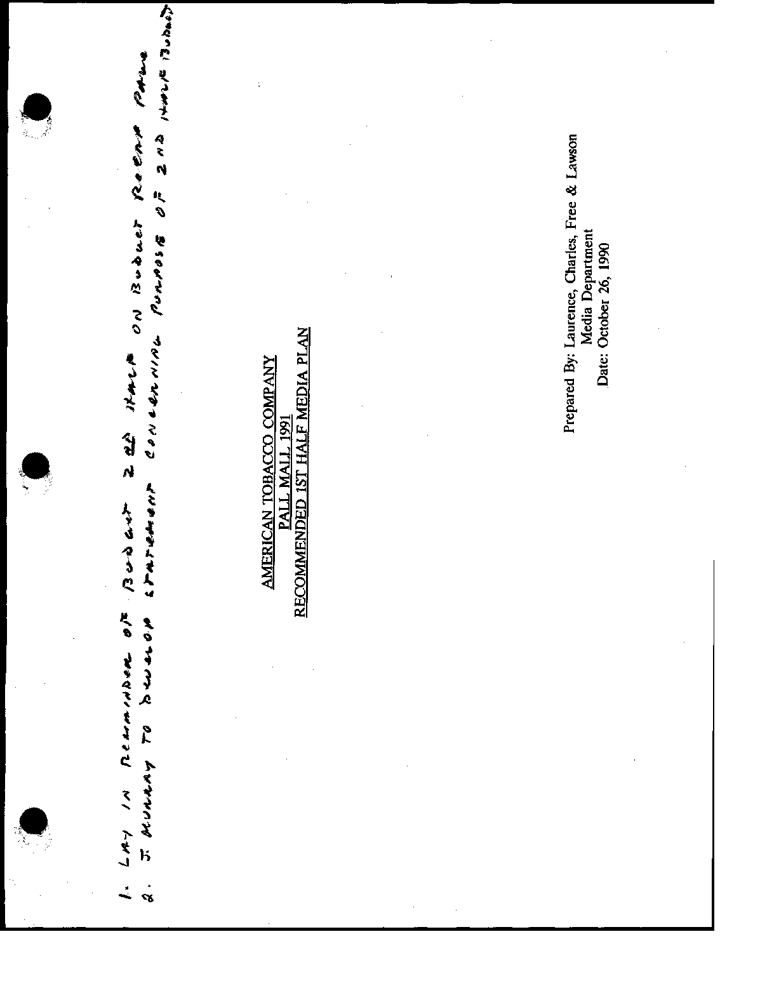 1. LAY IN REMAINDER OF BUDGET 2ND HALF ON BUDGET RECAP
2. J. MURRAY TO DEVELOP STATEMENT CONCERNING PURPOSE OF 2ND HALF BUDGET
AMERICAN TOBACCO COMPANY
PALL MALL 1991
RECOMMENDED 1ST HALF MEDIA PLAN
Prepared By: Laurence, Charles, Free & Lawson
Media Department
Date: October 26, 1990